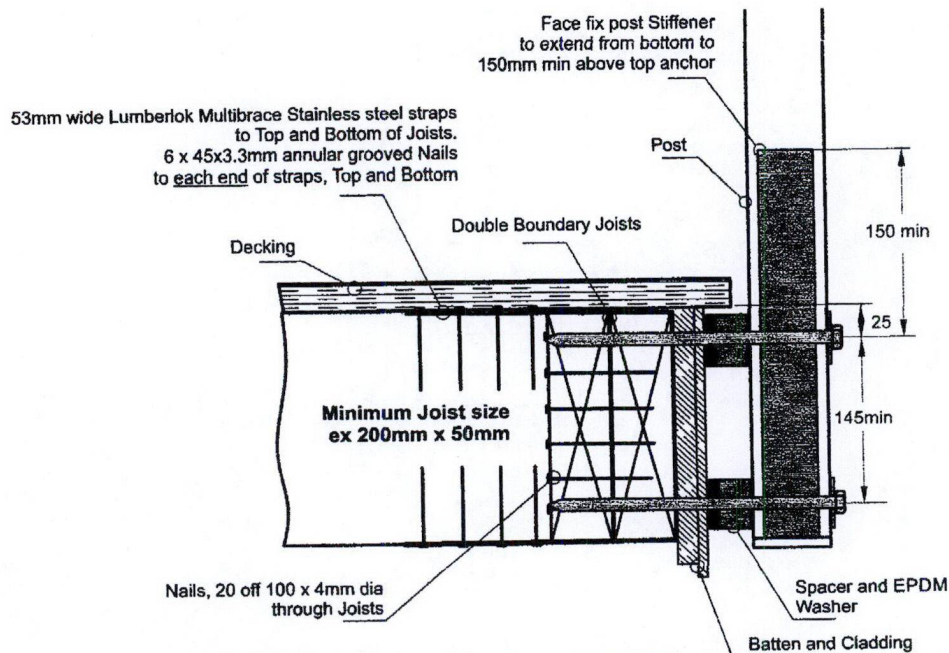 Face fix post Stiffener
to extend from bottom to
150mm min above top anchor
53mm wide Lumberlok Multibrace Stainless steel straps
to Top and Bottom of Joists.
6 x 45x3.3mm annular grooved Nails
to each end of straps, Top and Bottom
Post
150 min
Double Boundary Joists
Decking
25
Minimum Joist size
ex 200mm x 50mm
145min
Nails, 20 off 100 x 4mm dia
through Joists
Spacer and EPDM
Washer
Batten and Cladding